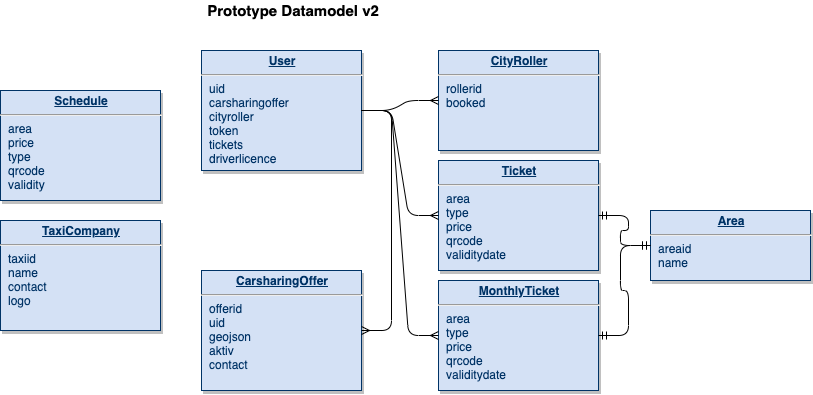 Prototype Datamodel v2
Schedule
area
price
type
qrcode
validity
TaxiCompany
taxiid
name
contact
logo
User
uid
carsharingoffer
cityroller
token
tickets
driverlicence
CarsharingOffer
offerid
uid
geojson
aktiv
contact
CityRoller
rollerid
booked
Ticket
area
type
price
qrcode
validitydate
MonthlyTicket
area
type
price
qrcode
validitydate
Area
areaid
name